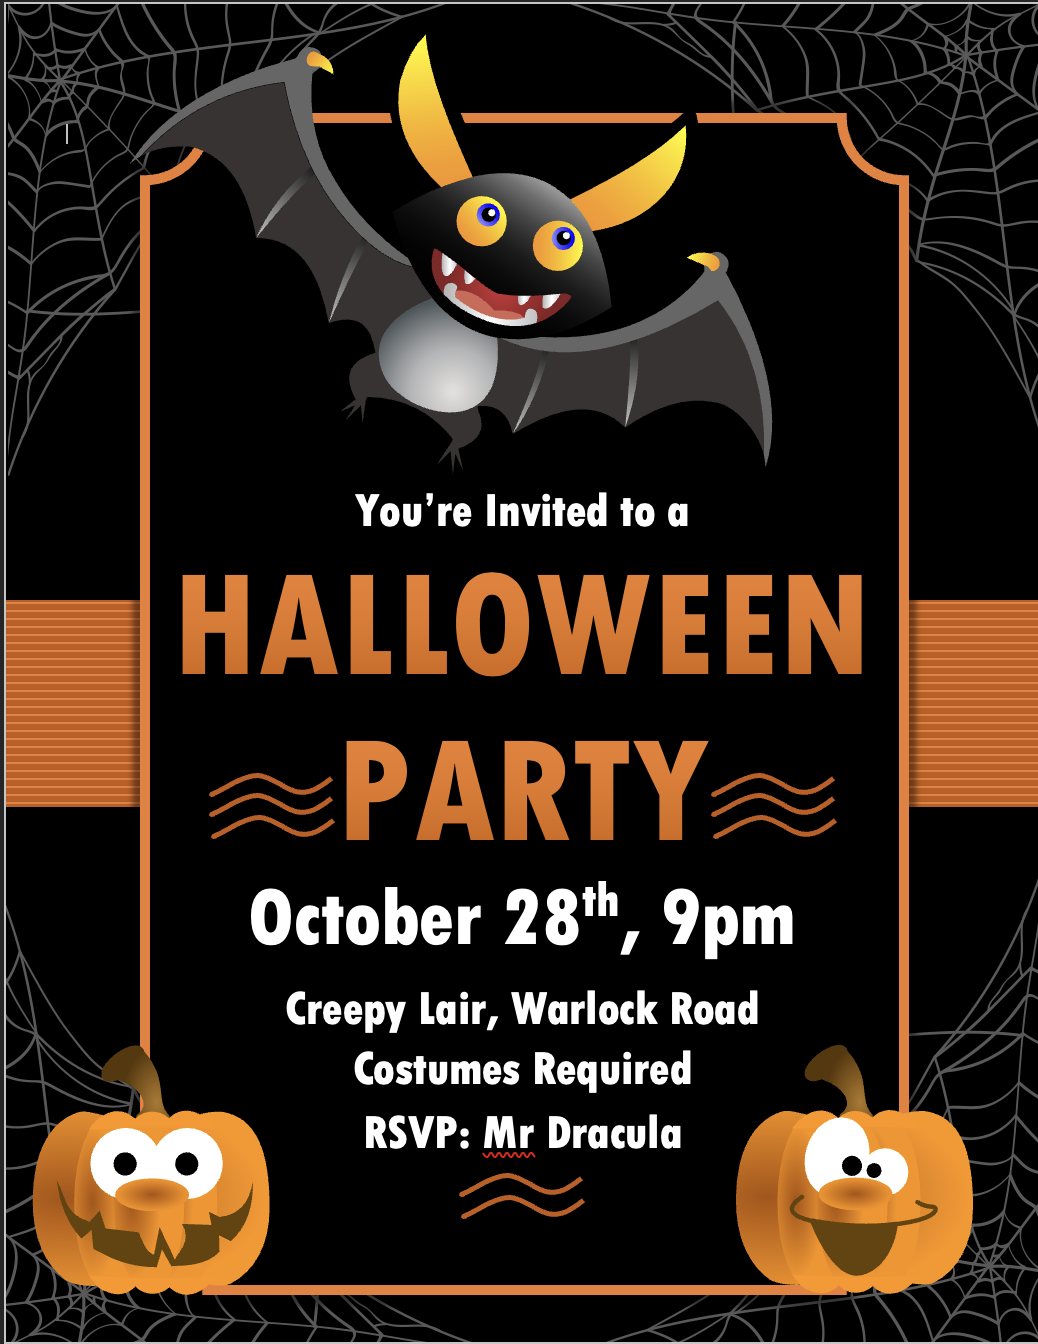 You’re Invited to a
HALLOWEEN
PARTY
October 28th, 9pm
Creepy Lair, Warlock Road
Costumes Required
RSVP: Mr Dracula